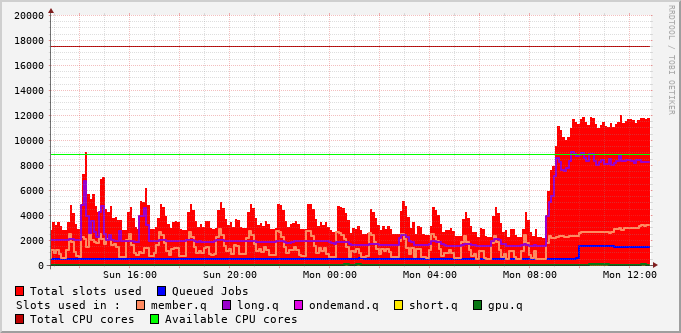 20000
18000
16000
14000
12000
10000
8000
6000
4000
2000
0
Sun 16:00 Sun 20:00 Mon 00:00 Mon 04:00 Mon 08:00 Mon 12:00
RRDTOOL / TOBI OETIKER
Total slots used Queued Jobs
Slots used in : member.q long.q ondemand.q short.q gpu.q
Total CPU cores Available CPU cores